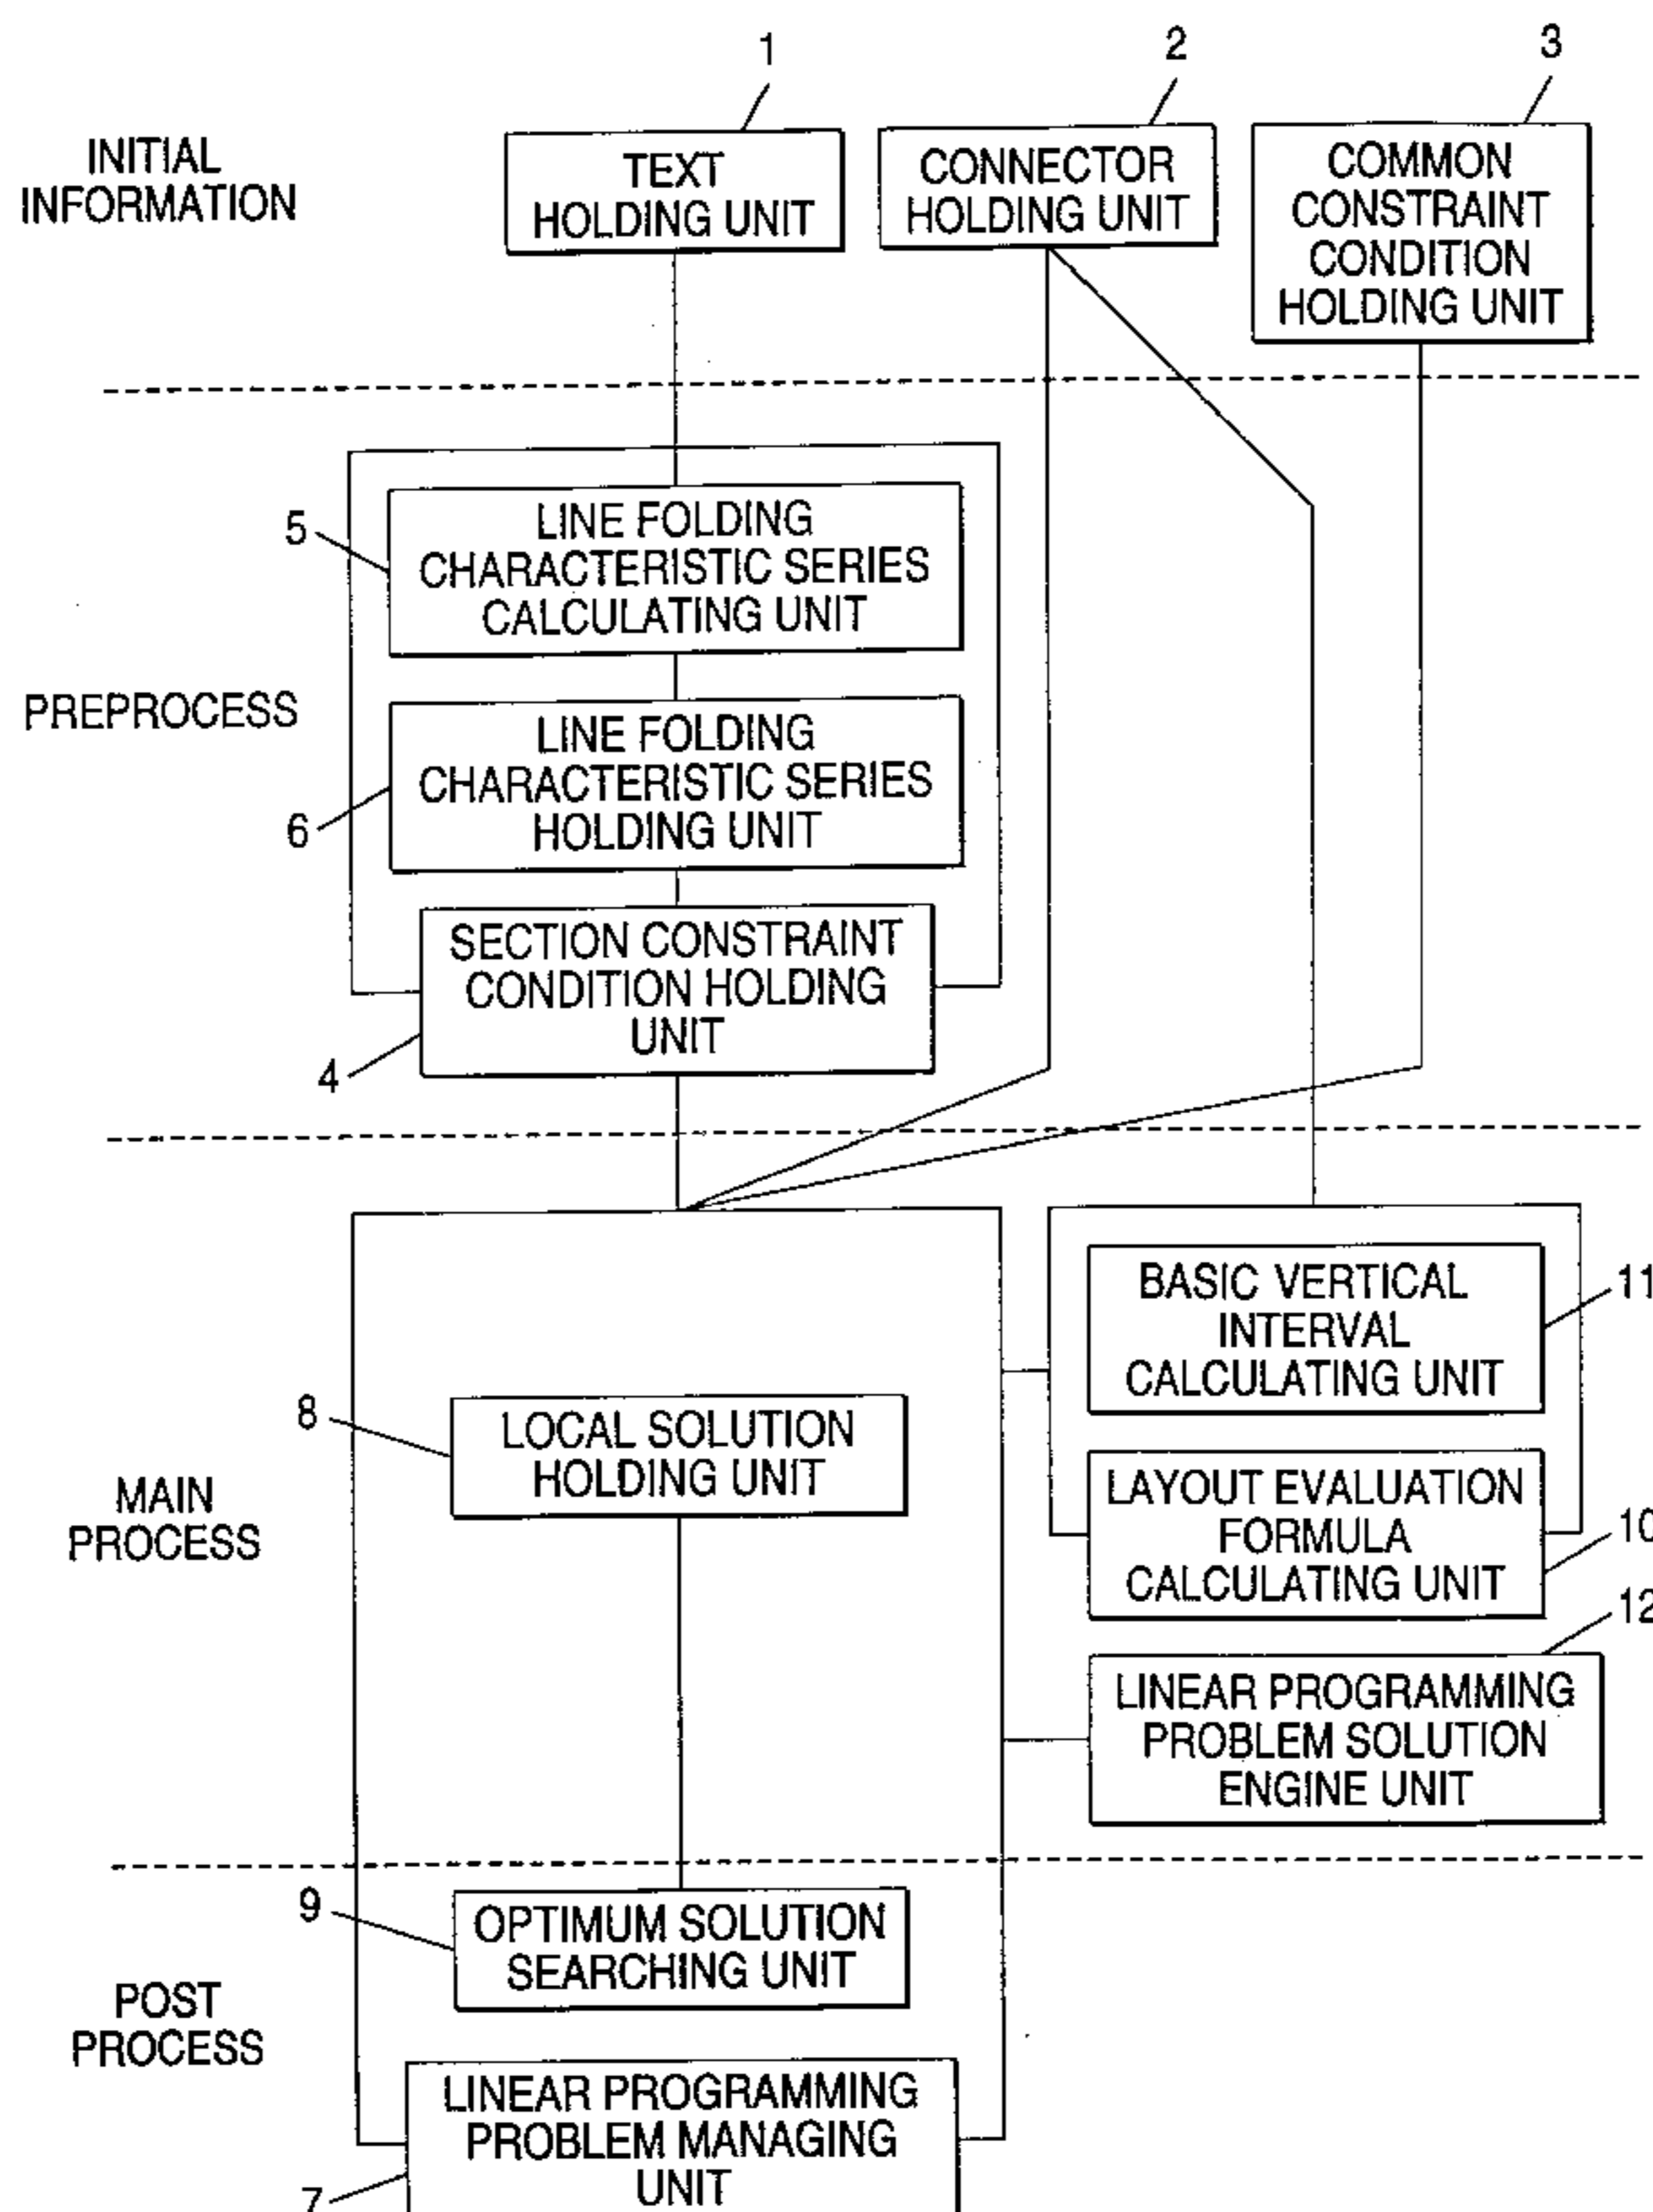 1
2
3
INITIAL
INFORMATION
TEXT
HOLDING UNIT
CONNECTOR
HOLDING UNIT
COMMON
CONSTRAINT
CONDITION
HOLDING UNIT
5
LINE FOLDING
CHARACTERISTIC SERIES
CALCULATING UNIT
PREPROCESS
6
LINE FOLDING
CHARACTERISTIC SERIES
HOLDING UNIT
4
SECTION CONSTRAINT
CONDITION HOLDING
UNIT
MAIN
PROCESS
8
LOCAL SOLUTION
HOLDING UNIT
BASIC VERTICAL
INTERVAL
CALCULATING UNIT
11
LAYOUT EVALUATION
FORMULA
CALCULATING UNIT
10
12
LINEAR PROGRAMMING
PROBLEM SOLUTION
ENGINE UNIT
POST
PROCESS
9
OPTIMUM SOLUTION
SEARCHING UNIT
LINEAR PROGRAMMING
PROBLEM MANAGING
UNIT
7